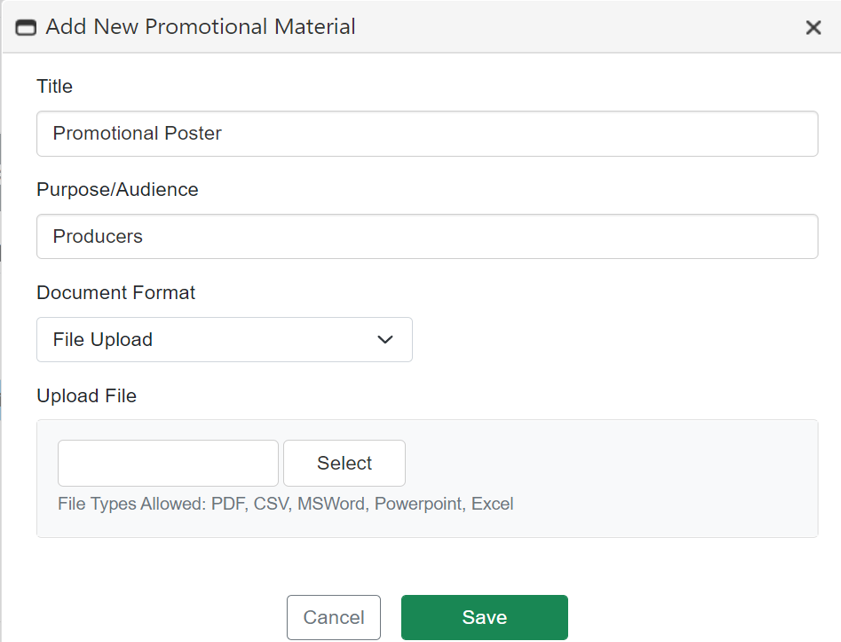 Add New Promotional Material
Title
Promotional Poster
Purpose/Audience
Producers
Document Format
File Upload
Upload File
Select
File Types Allowed: PDF, CSV, MSWord, Powerpoint, Excel
Cancel Save